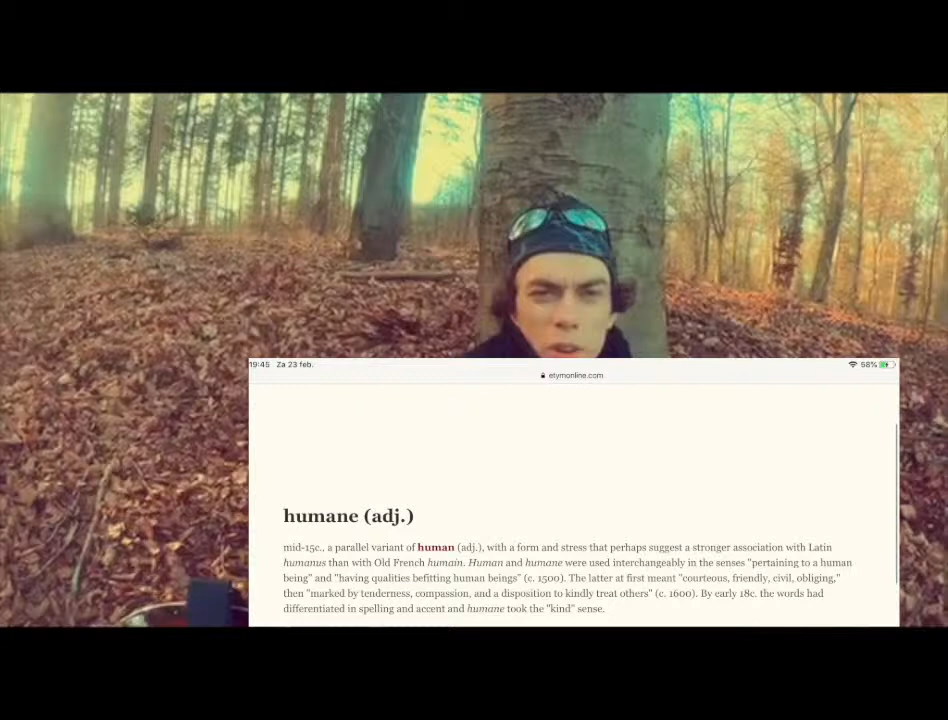 19:45 Za 23 feb.
58%
etymonline.com
humane (adj.)
mid-15c., a parallel variant of human (adj.), with a form and stress that perhaps suggest a stronger association with Latin
humanus than with Old French humain. Human and humane were used interchangeably in the senses "pertaining to a human
being" and "having qualities befitting human beings" (c. 1500). The latter at first meant "courteous, friendly, civil, obliging,"
then "marked by tenderness, compassion, and a disposition to kindly treat others" (c. 1600). By early 18c. the words had
differentiated in spelling and accent and humane took the "kind" sense.